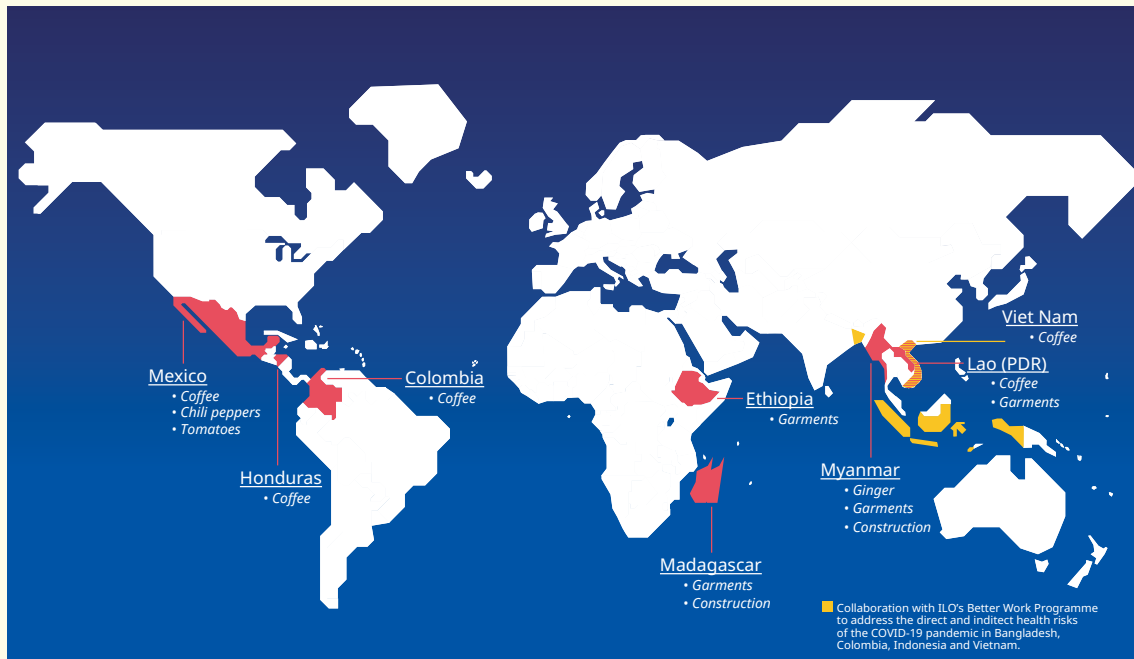 Mexico
• Coffee
• Chili peppers
• Tomatoes
Honduras
• Coffee
Colombia
• Coffee
Ethiopia
• Garments
Madagascar
• Garments
• Construction
Viet Nam
• Coffee
Lao (PDR)
• Coffee
• Garments
Myanmar
• Ginger
• Garments
• Construction
Collaboration with ILO’s Better Work Programme
to address the direct and inditect health risks
of the COVID-19 pandemic in Bangladesh,
Colombia, Indonesia and Vietnam.